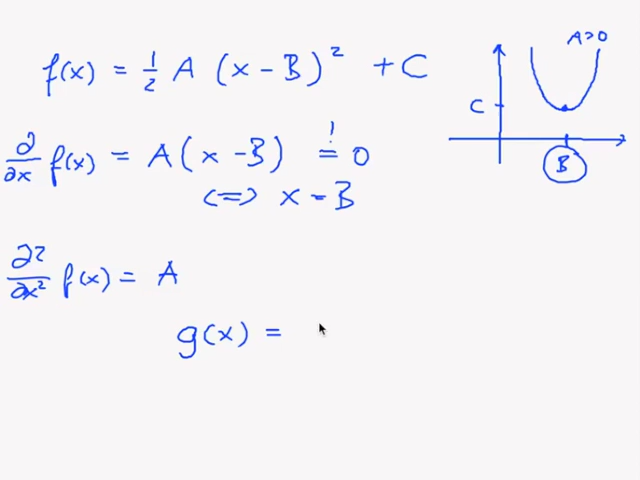 f(x) = 1/2 A (x - B)² + C
∂/∂x f(x) = A(x - B) =! 0
<=> x - B
∂²/∂x² f(x) = A
g(x) =
A>0
C
B